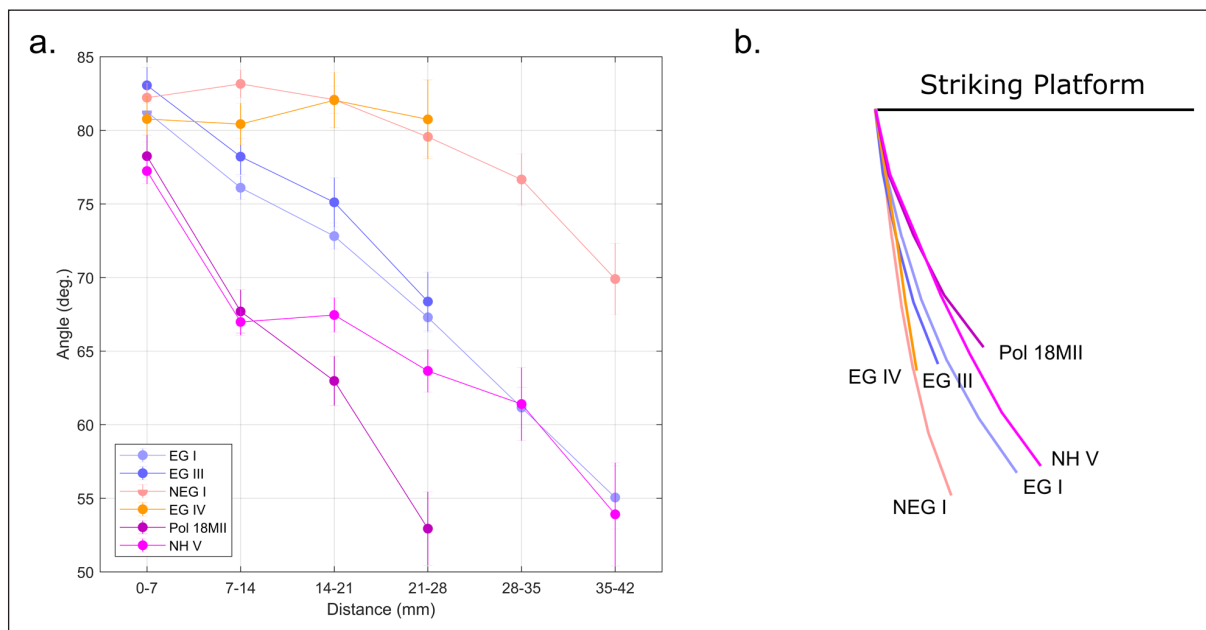 a.
85
80
75
70
65
60
55
50
Angle (deg.)
0-7
7-14
14-21
21-28
28-35
35-42
Distance (mm)
EG I
EG III
NEG I
EG IV
Pol 18MII
NH V
b.
Striking Platform
Pol 18MII
EG IV
EG III
NH V
EG I
NEG I